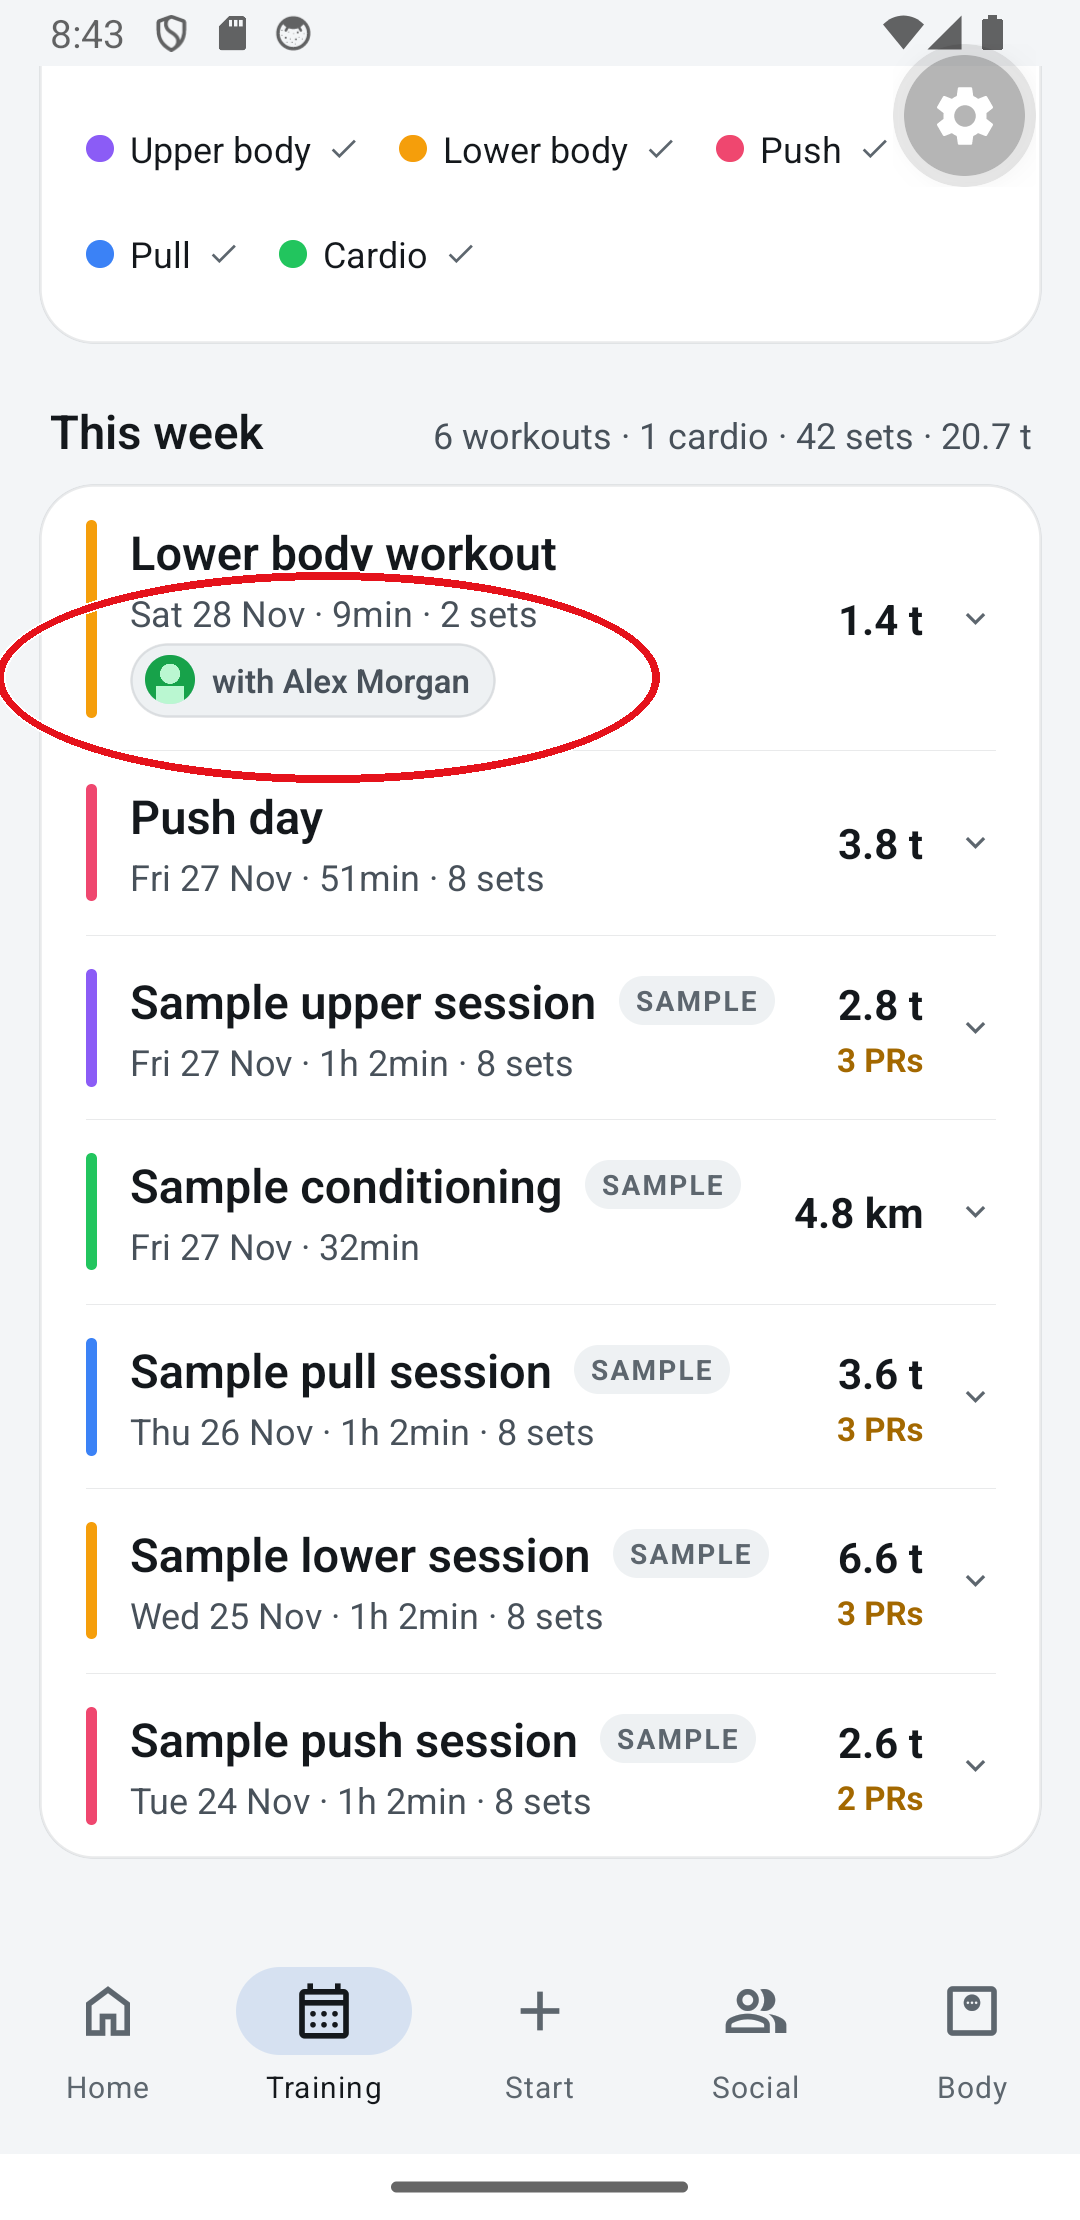 8:43
Upper body
Lower body
Push
Pull
Cardio
This week
6 workouts · 1 cardio · 42 sets · 20.7 t
Lower body workout
Sat 28 Nov · 9min · 2 sets
1.4 t
with Alex Morgan
Push day
3.8 t
Fri 27 Nov · 51min · 8 sets
Sample upper session SAMPLE
2.8 t
Fri 27 Nov · 1h 2min · 8 sets
3 PRs
Sample conditioning SAMPLE
4.8 km
Fri 27 Nov · 32min
Sample pull session SAMPLE
3.6 t
Thu 26 Nov · 1h 2min · 8 sets
3 PRs
Sample lower session SAMPLE
6.6 t
Wed 25 Nov · 1h 2min · 8 sets
3 PRs
Sample push session SAMPLE
2.6 t
Tue 24 Nov · 1h 2min · 8 sets
2 PRs
Home
Training
Start
Social
Body